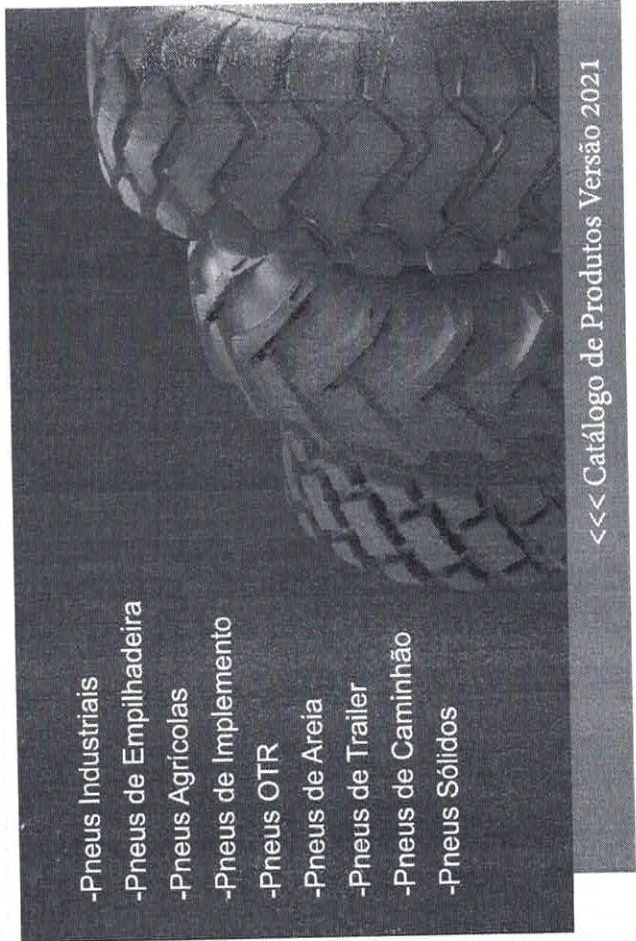 -Pneus Industriais
-Pneus de Empilhadeira
-Pneus Agrícolas
-Pneus de Implemento
-Pneus OTR
-Pneus de Areia
-Pneus de Trailer
-Pneus de Caminhão
-Pneus Sólidos
<<< Catálogo de Produtos Versão 2021